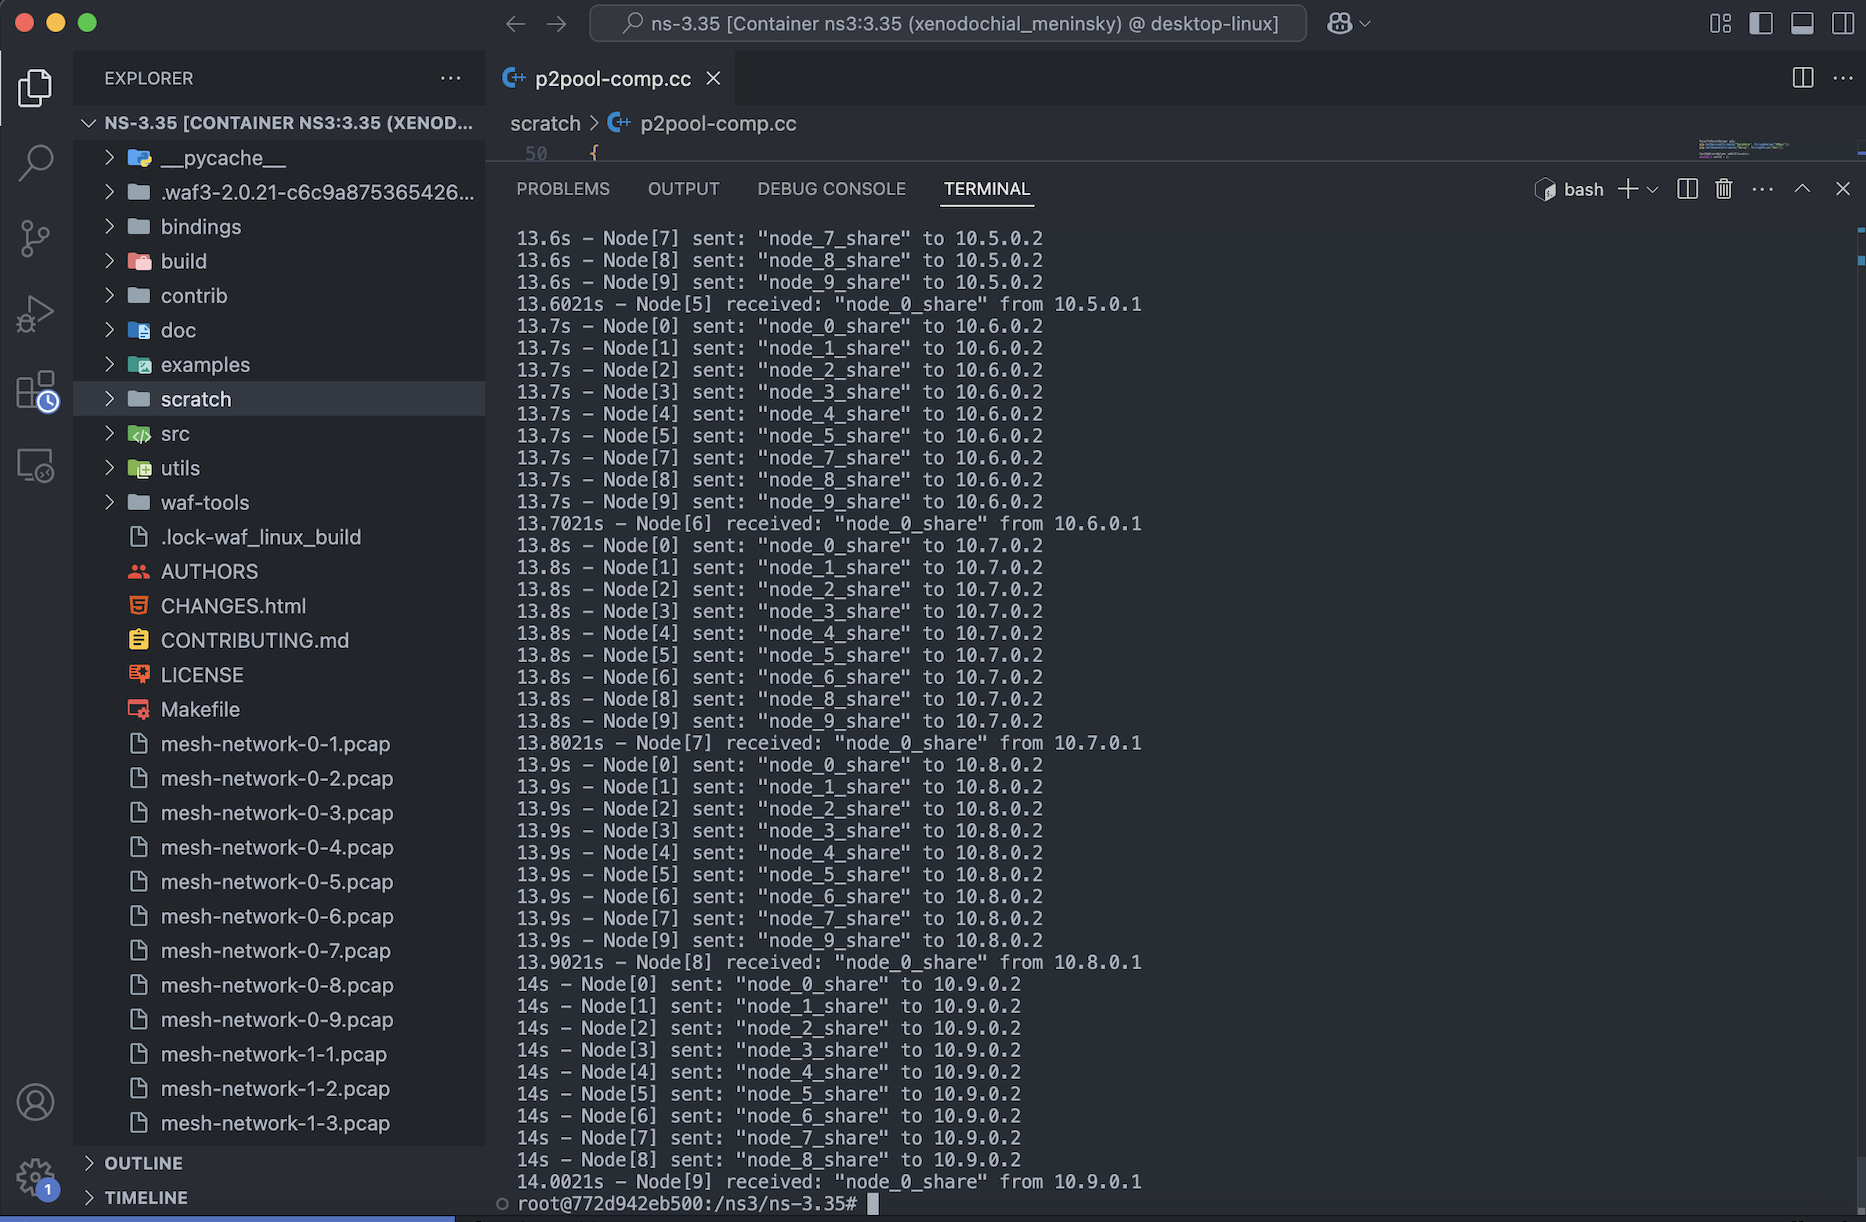 ns-3.35 [Container ns3:3.35 (xenodochial_meninsky) @ desktop-linux]
EXPLORER
p2pool-comp.cc
NS-3.35 [CONTAINER NS3:3.35 (XENOD...
scratch > p2pool-comp.cc
50 {
__pycache__
.waf3-2.0.21-c6c9a875365426...
bindings
build
contrib
doc
examples
scratch
src
utils
waf-tools
.lock-waf_linux_build
AUTHORS
CHANGES.html
CONTRIBUTING.md
LICENSE
Makefile
mesh-network-0-1.pcap
mesh-network-0-2.pcap
mesh-network-0-3.pcap
mesh-network-0-4.pcap
mesh-network-0-5.pcap
mesh-network-0-6.pcap
mesh-network-0-7.pcap
mesh-network-0-8.pcap
mesh-network-0-9.pcap
mesh-network-1-1.pcap
mesh-network-1-2.pcap
mesh-network-1-3.pcap
OUTLINE
TIMELINE
1
PROBLEMS OUTPUT DEBUG CONSOLE TERMINAL
bash
13.6s – Node[7] sent: "node_7_share" to 10.5.0.2
13.6s – Node[8] sent: "node_8_share" to 10.5.0.2
13.6s – Node[9] sent: "node_9_share" to 10.5.0.2
13.6021s – Node[5] received: "node_0_share" from 10.5.0.1
13.7s – Node[0] sent: "node_0_share" to 10.6.0.2
13.7s – Node[1] sent: "node_1_share" to 10.6.0.2
13.7s – Node[2] sent: "node_2_share" to 10.6.0.2
13.7s – Node[3] sent: "node_3_share" to 10.6.0.2
13.7s – Node[4] sent: "node_4_share" to 10.6.0.2
13.7s – Node[5] sent: "node_5_share" to 10.6.0.2
13.7s – Node[7] sent: "node_7_share" to 10.6.0.2
13.7s – Node[8] sent: "node_8_share" to 10.6.0.2
13.7s – Node[9] sent: "node_9_share" to 10.6.0.2
13.7021s – Node[6] received: "node_0_share" from 10.6.0.1
13.8s – Node[0] sent: "node_0_share" to 10.7.0.2
13.8s – Node[1] sent: "node_1_share" to 10.7.0.2
13.8s – Node[2] sent: "node_2_share" to 10.7.0.2
13.8s – Node[3] sent: "node_3_share" to 10.7.0.2
13.8s – Node[4] sent: "node_4_share" to 10.7.0.2
13.8s – Node[5] sent: "node_5_share" to 10.7.0.2
13.8s – Node[6] sent: "node_6_share" to 10.7.0.2
13.8s – Node[8] sent: "node_8_share" to 10.7.0.2
13.8s – Node[9] sent: "node_9_share" to 10.7.0.2
13.8021s – Node[7] received: "node_0_share" from 10.7.0.1
13.9s – Node[0] sent: "node_0_share" to 10.8.0.2
13.9s – Node[1] sent: "node_1_share" to 10.8.0.2
13.9s – Node[2] sent: "node_2_share" to 10.8.0.2
13.9s – Node[3] sent: "node_3_share" to 10.8.0.2
13.9s – Node[4] sent: "node_4_share" to 10.8.0.2
13.9s – Node[5] sent: "node_5_share" to 10.8.0.2
13.9s – Node[6] sent: "node_6_share" to 10.8.0.2
13.9s – Node[7] sent: "node_7_share" to 10.8.0.2
13.9s – Node[9] sent: "node_9_share" to 10.8.0.2
13.9021s – Node[8] received: "node_0_share" from 10.8.0.1
14s – Node[0] sent: "node_0_share" to 10.9.0.2
14s – Node[1] sent: "node_1_share" to 10.9.0.2
14s – Node[2] sent: "node_2_share" to 10.9.0.2
14s – Node[3] sent: "node_3_share" to 10.9.0.2
14s – Node[4] sent: "node_4_share" to 10.9.0.2
14s – Node[5] sent: "node_5_share" to 10.9.0.2
14s – Node[6] sent: "node_6_share" to 10.9.0.2
14s – Node[7] sent: "node_7_share" to 10.9.0.2
14s – Node[8] sent: "node_8_share" to 10.9.0.2
14.0021s – Node[9] received: "node_0_share" from 10.9.0.1
root@772d942eb500:/ns3/ns-3.35#